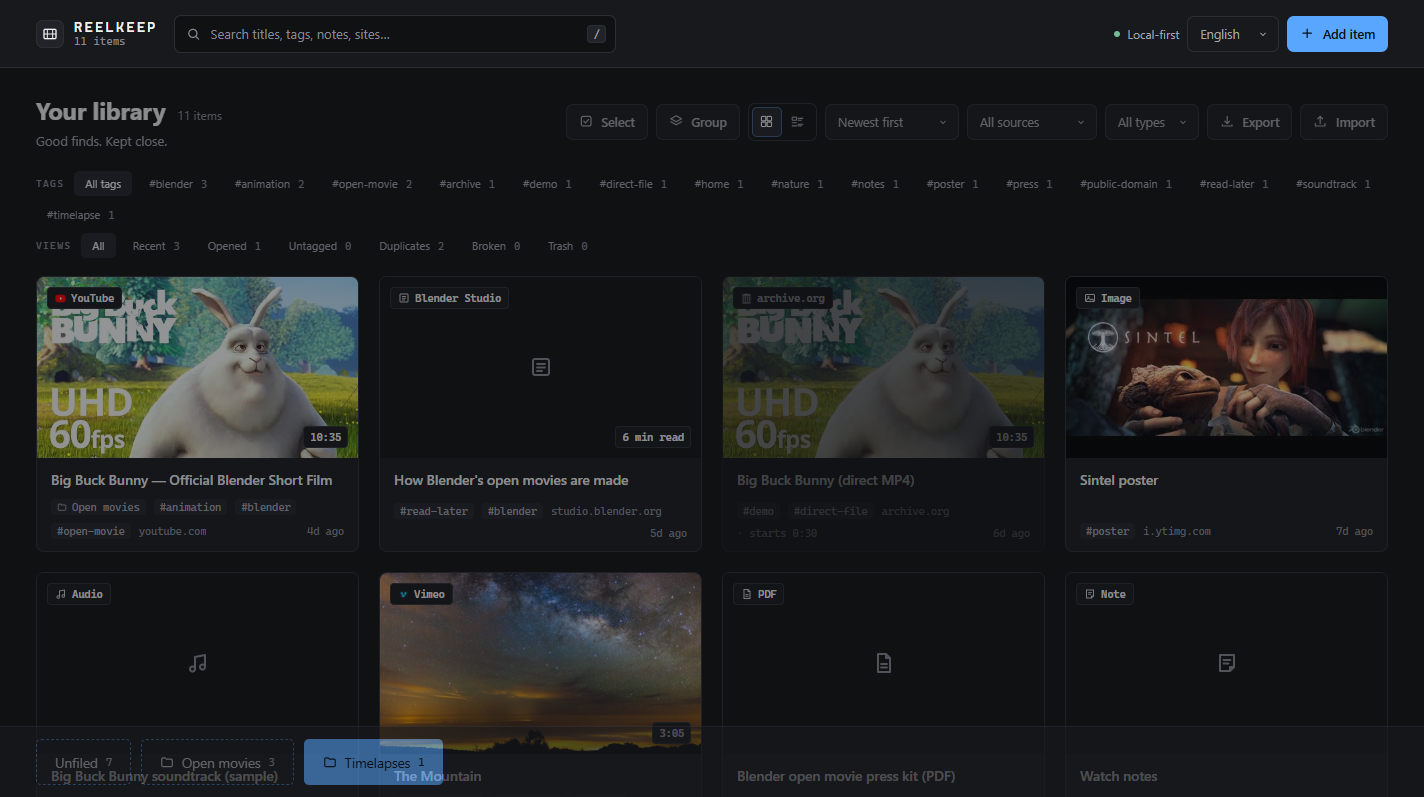 REELKEEP
11 items
Search titles, tags, notes, sites...
/
Local-first
English
Add item
Your library 11 items
Good finds. Kept close.
Select
Group
Newest first
All sources
All types
Export
Import
TAGS All tags #blender 3 #animation 2 #open-movie 2 #archive 1 #demo 1 #direct-file 1 #home 1 #nature 1 #notes 1 #poster 1 #press 1 #public-domain 1 #read-later 1 #soundtrack 1
#timelapse 1
VIEWS All Recent 3 Opened 1 Untagged 0 Duplicates 2 Broken 0 Trash 0
YouTube
Big Buck
BUNNY
UHD
60fps
10:35
Big Buck Bunny — Official Blender Short Film
Open movies #animation #blender
#open-movie youtube.com 4d ago
Blender Studio
6 min read
How Blender's open movies are made
#read-later #blender studio.blender.org
5d ago
archive.org
Big Buck
BUNNY
UHD
60fps
10:35
Big Buck Bunny (direct MP4)
#demo #direct-file archive.org
· starts 0:30 6d ago
Image
SINTEL
blender
Sintel poster
#poster i.ytimg.com 7d ago
Audio
Big Buck Bunny soundtrack (sample)
Vimeo
3:05
The Mountain
PDF
Blender open movie press kit (PDF)
Note
Watch notes
Unfiled 7
Open movies 3
Timelapses 1